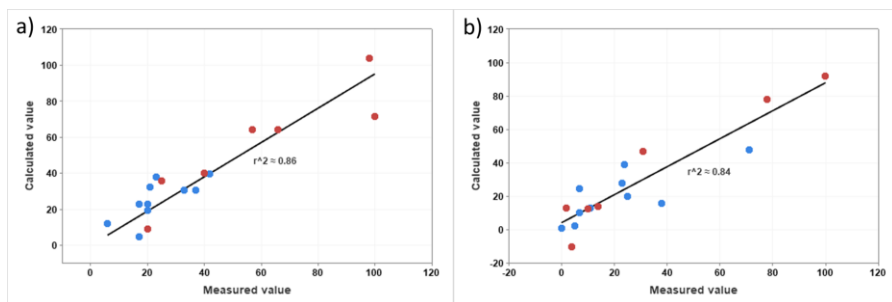 a)
Calculated value
120
100
80
60
40
20
0
r^2 ≈ 0.86
0 20 40 60 80 100 120
Measured value
b)
Calculated value
120
100
80
60
40
20
0
-20
r^2 ≈ 0.84
-20 0 20 40 60 80 100 120
Measured value